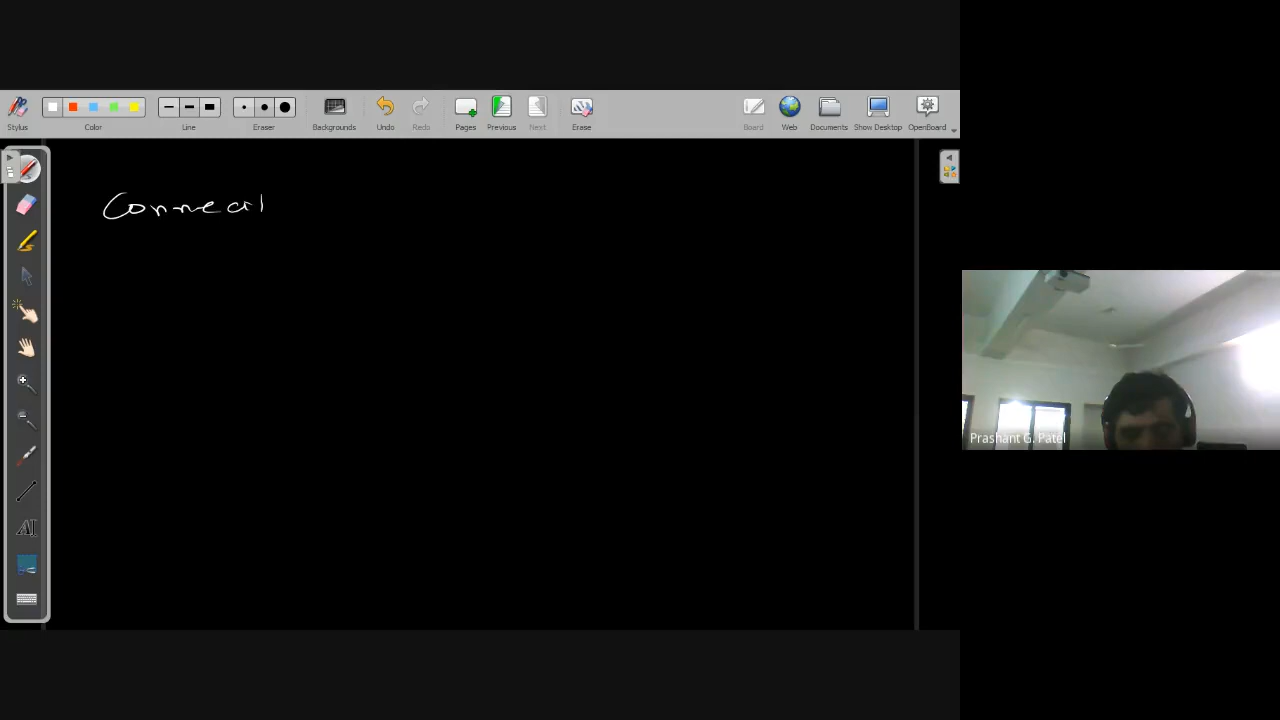 Stylus Color Line Eraser Backgrounds Undo Redo Pages Previous Next Erase Board Web Documents Show Desktop OpenBoard
Prashant G. Patel